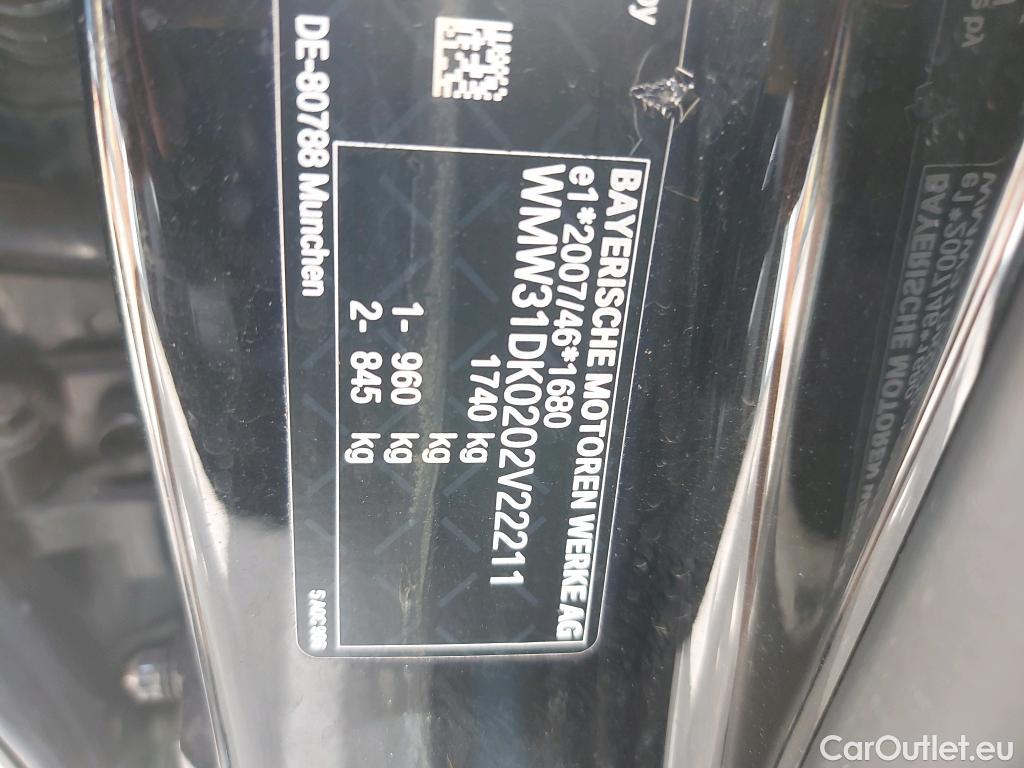 BAYERISCHE MOTOREN WERKE AG
e1*2007/46*1680
WMW31DK0202V22211
1740 kg
kg
1- 960 kg
2- 845 kg
DE-80788 Munchen
CarOutlet.eu